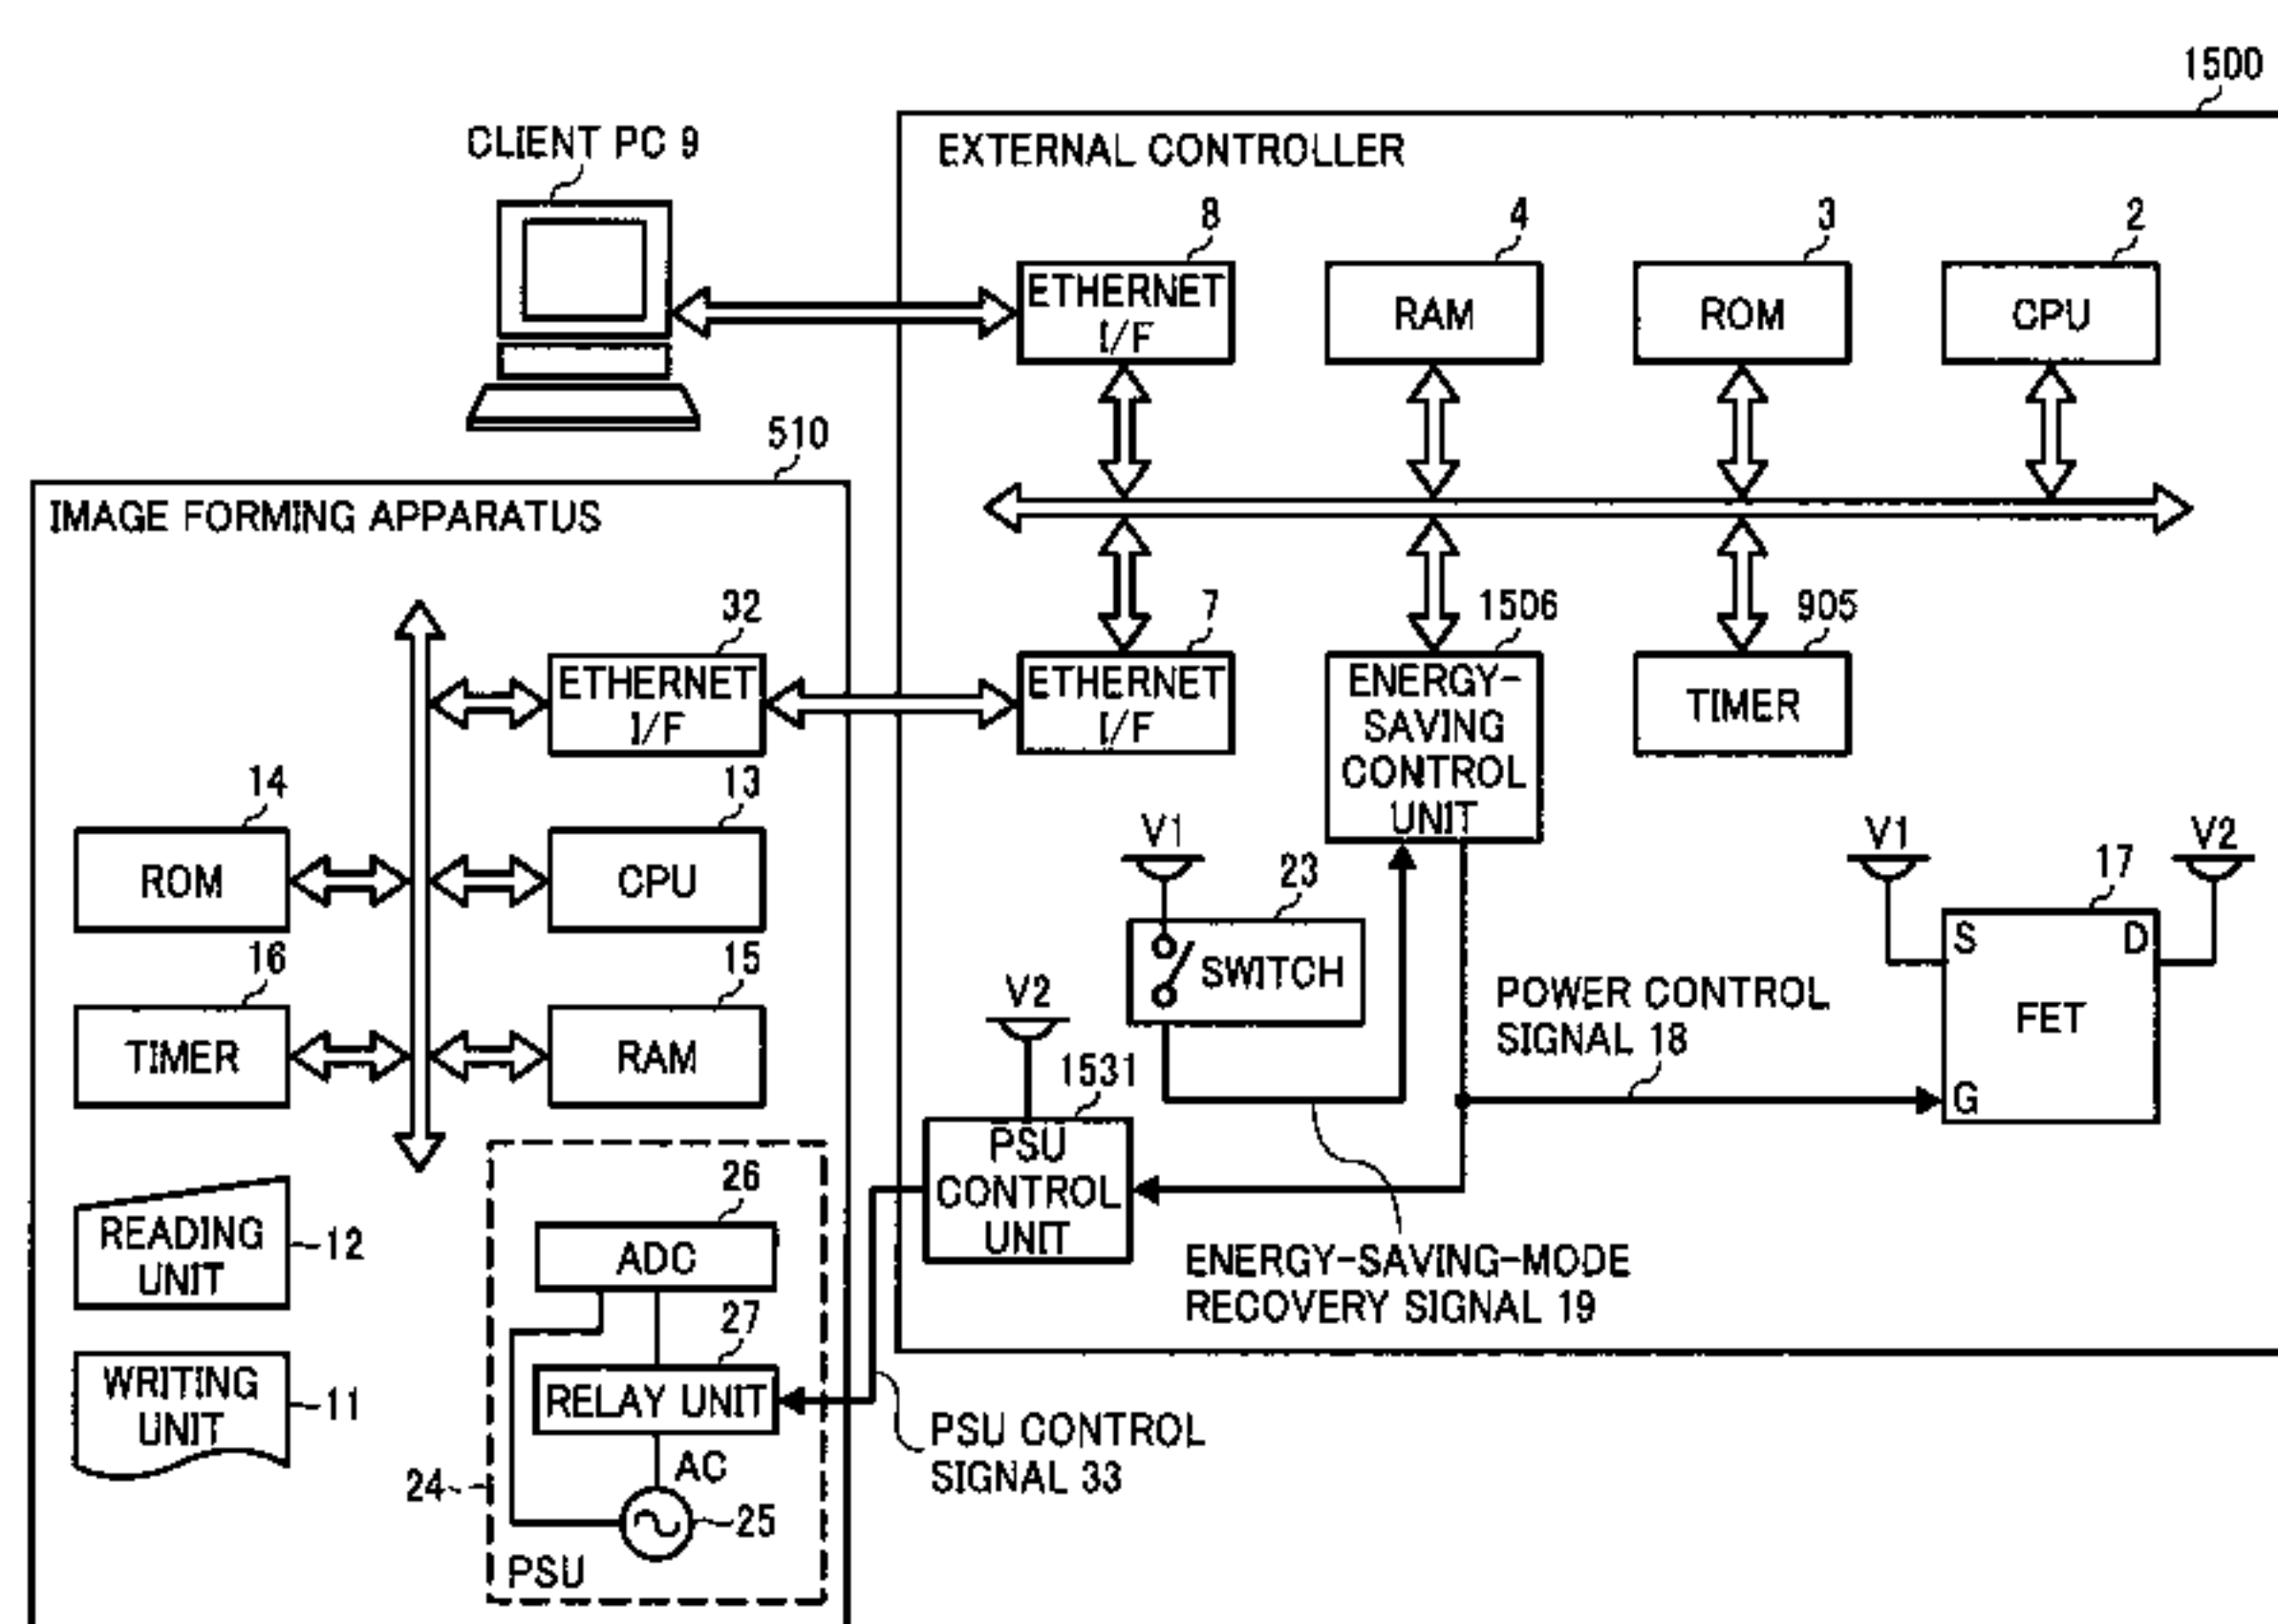 1500
CLIENT PC 9
EXTERNAL CONTROLLER
8
4
3
2
ETHERNET
I/F
RAM
ROM
CPU
510
IMAGE FORMING APPARATUS
32
7
1506
905
ETHERNET
I/F
ETHERNET
I/F
ENERGY-
SAVING
CONTROL
UNIT
TIMER
14
13
ROM
CPU
V1
23
SWITCH
V1
V2
17
S
D
FET
G
16
15
TIMER
RAM
V2
POWER CONTROL
SIGNAL 18
1531
PSU
CONTROL
UNIT
ENERGY-SAVING-MODE
RECOVERY SIGNAL 19
READING
UNIT
12
26
ADC
27
RELAY UNIT
WRITING
UNIT
11
AC
25
24
PSU
PSU CONTROL
SIGNAL 33